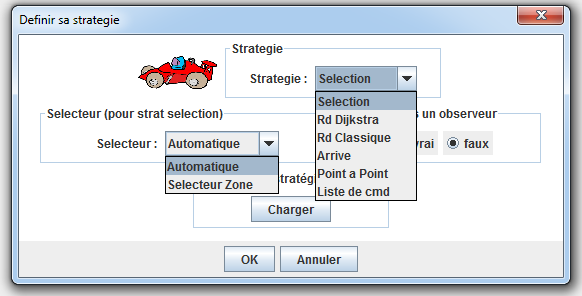 Definir sa strategie
Strategie
Strategie : Selection
Selection
Rd Dijkstra
Rd Classique
Arrive
Point a Point
Liste de cmd
Selecteur (pour strat selection)
Selecteur : Automatique
Automatique
Selecteur Zone
s un observeur
vrai faux
stratég
Charger
OK Annuler